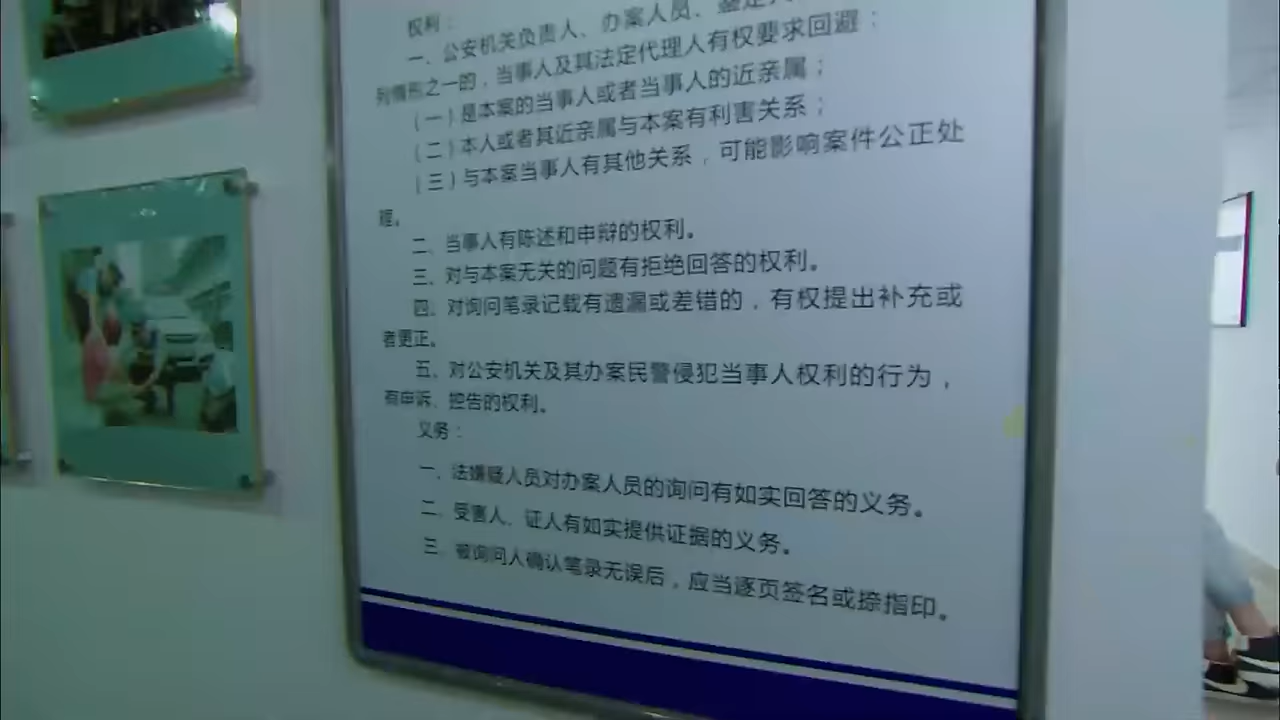 权利：
一、公安机关负责人、办案人员、鉴定人
列情形之一的，当事人及其法定代理人有权要求回避：
（一）是本案的当事人或者当事人的近亲属；
（二）本人或者其近亲属与本案有利害关系；
（三）与本案当事人有其他关系，可能影响案件公正处
理。
二、当事人有陈述和申辩的权利。
三、对与本案无关的问题有拒绝回答的权利。
四、对询问笔录记载有遗漏或差错的，有权提出补充或
者更正。
五、对公安机关及其办案民警侵犯当事人权利的行为，
有申诉、控告的权利。
义务：
一、法嫌疑人员对办案人员的询问有如实回答的义务。
二、受害人、证人有如实提供证据的义务。
三、被询问人确认笔录无误后，应当逐页签名或捺指印。